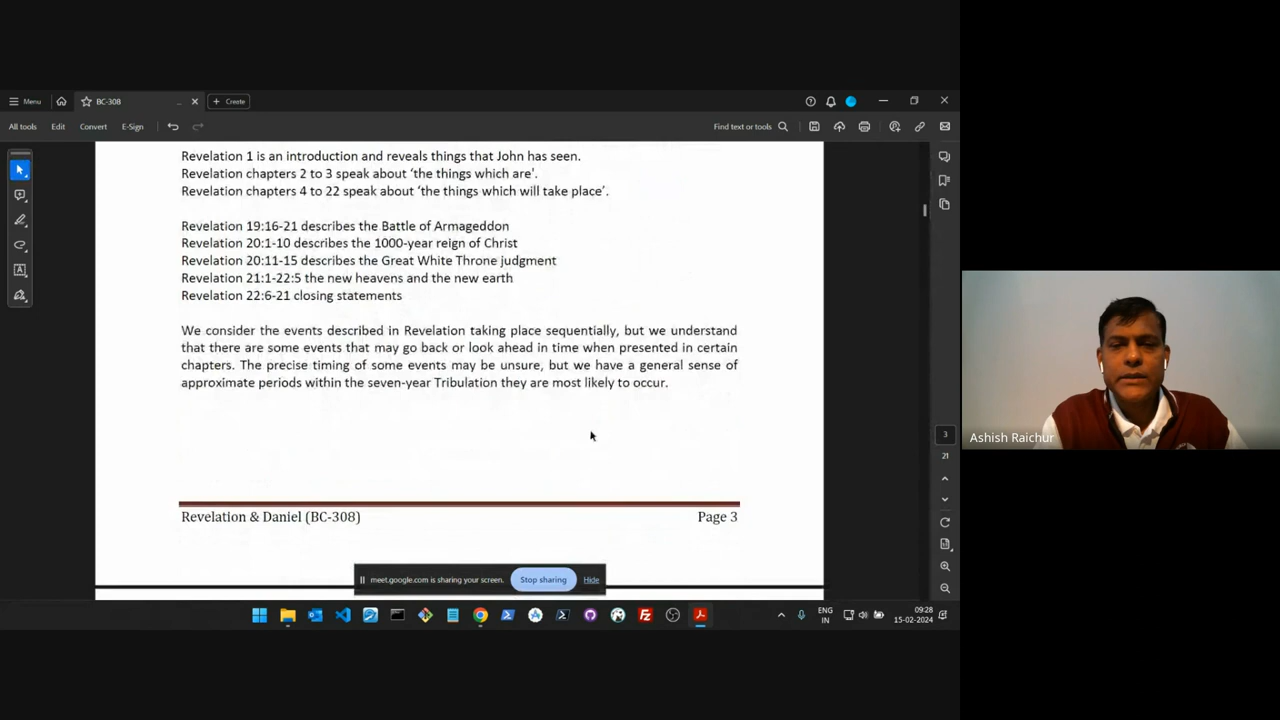 BC-308
...
Create
Menu
All tools
Edit
Convert
E-Sign
Find text or tools
Revelation 1 is an introduction and reveals things that John has seen.
Revelation chapters 2 to 3 speak about ‘the things which are'.
Revelation chapters 4 to 22 speak about ‘the things which will take place’.
Revelation 19:16-21 describes the Battle of Armageddon
Revelation 20:1-10 describes the 1000-year reign of Christ
Revelation 20:11-15 describes the Great White Throne judgment
Revelation 21:1-22:5 the new heavens and the new earth
Revelation 22:6-21 closing statements
We consider the events described in Revelation taking place sequentially, but we understand
that there are some events that may go back or look ahead in time when presented in certain
chapters. The precise timing of some events may be unsure, but we have a general sense of
approximate periods within the seven-year Tribulation they are most likely to occur.
Revelation & Daniel (BC-308)
Page 3
3
21
meet.google.com is sharing your screen.
Stop sharing
Hide
ENG
IN
09:28
15-02-2024
Ashish Raichur